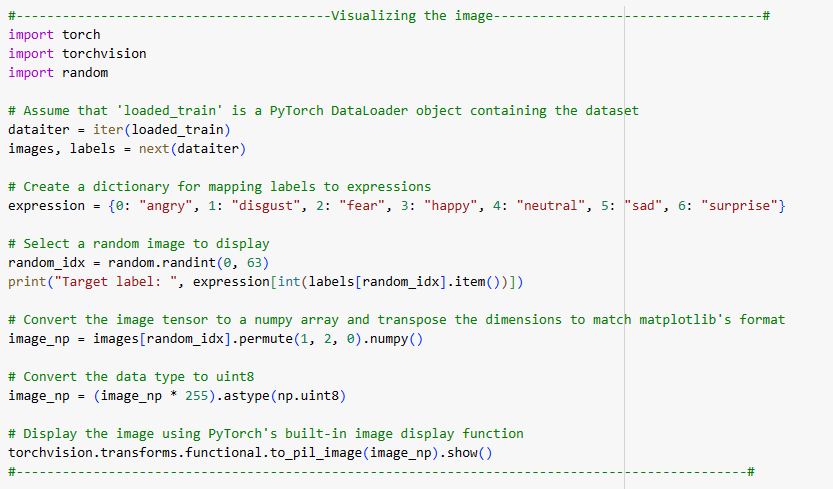 #-----------------------------------------Visualizing the image-----------------------------------#
import torch
import torchvision
import random
# Assume that 'loaded_train' is a PyTorch DataLoader object containing the dataset
dataiter = iter(loaded_train)
images, labels = next(dataiter)
# Create a dictionary for mapping labels to expressions
expression = {0: "angry", 1: "disgust", 2: "fear", 3: "happy", 4: "neutral", 5: "sad", 6: "surprise"}
# Select a random image to display
random_idx = random.randint(0, 63)
print("Target label: ", expression[int(labels[random_idx].item())])
# Convert the image tensor to a numpy array and transpose the dimensions to match matplotlib's format
image_np = images[random_idx].permute(1, 2, 0).numpy()
# Convert the data type to uint8
image_np = (image_np * 255).astype(np.uint8)
# Display the image using PyTorch's built-in image display function
torchvision.transforms.functional.to_pil_image(image_np).show()
#-----------------------------------------------------------------------------------------------#